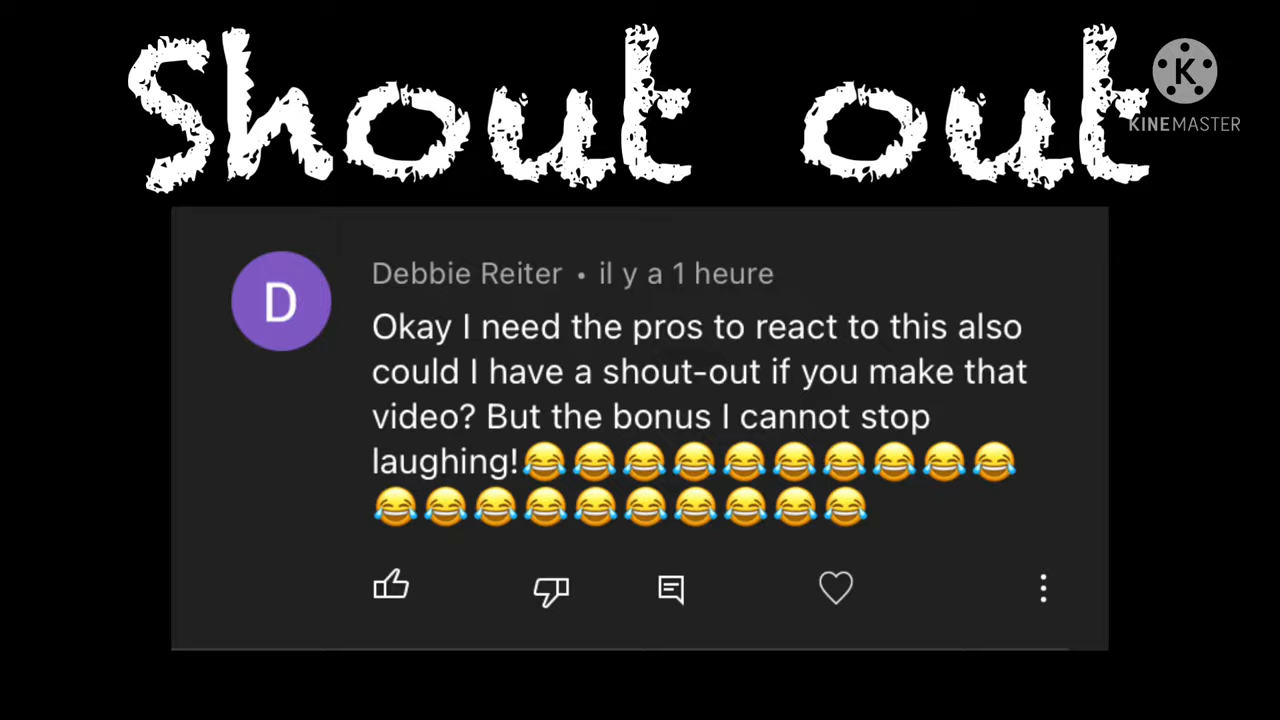 Shout out
K
KINEMASTER
D
Debbie Reiter • il y a 1 heure
Okay I need the pros to react to this also
could I have a shout-out if you make that
video? But the bonus I cannot stop
laughing!😂😂😂😂😂😂😂😂😂😂
😂😂😂😂😂😂😂😂😂😂